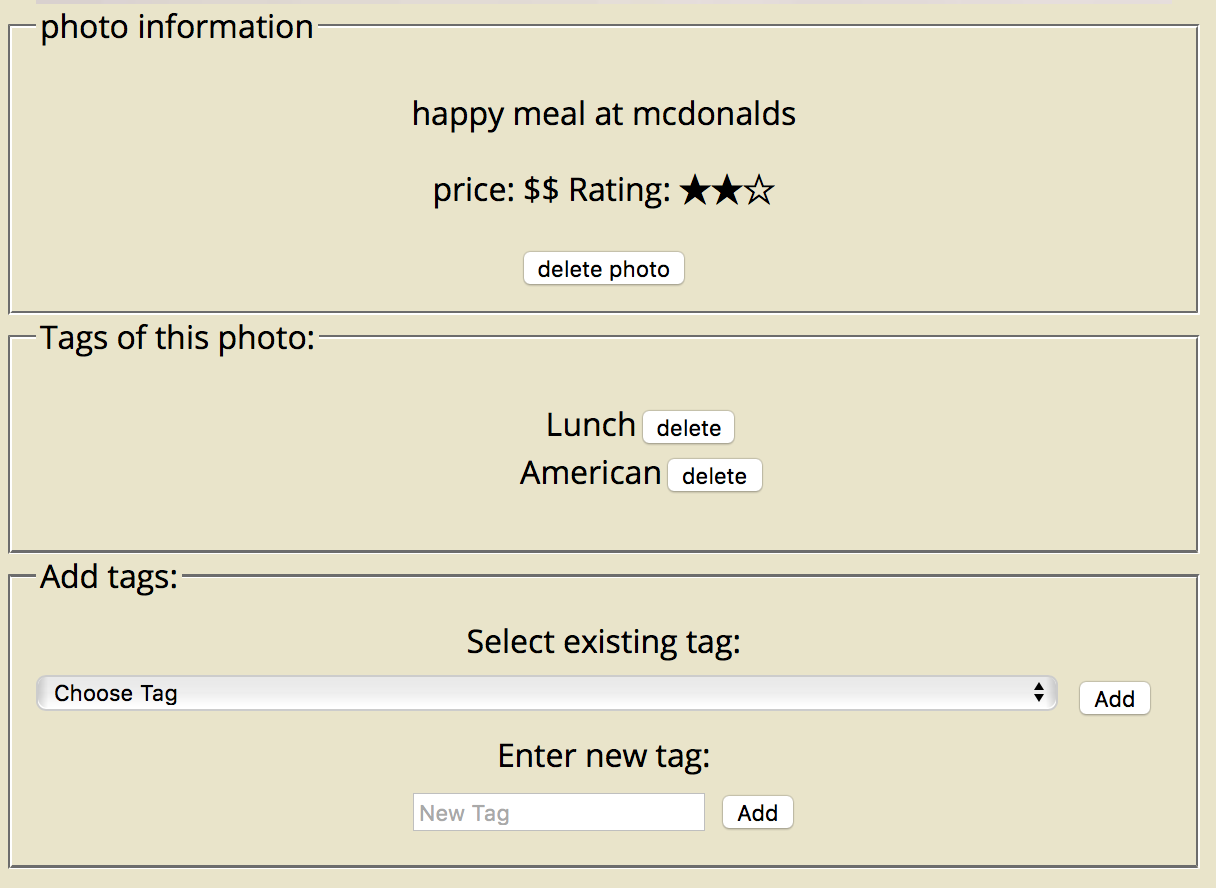 photo information
happy meal at mcdonalds
price: $$ Rating: ★★☆
delete photo
Tags of this photo:
Lunch delete
American delete
Add tags:
Select existing tag:
Choose Tag Add
Enter new tag:
New Tag Add